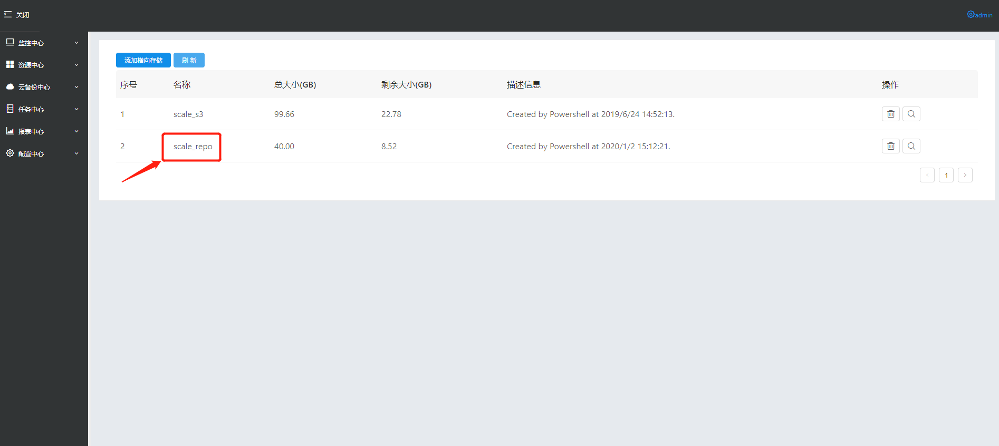 关闭
admin
监控中心
资源中心
云备份中心
任务中心
报表中心
配置中心
添加横向存储 刷 新
序号 名称 总大小(GB) 剩余大小(GB) 描述信息 操作
1 scale_s3 99.66 22.78 Created by Powershell at 2019/6/24 14:52:13.
2 scale_repo 40.00 8.52 Created by Powershell at 2020/1/2 15:12:21.
1